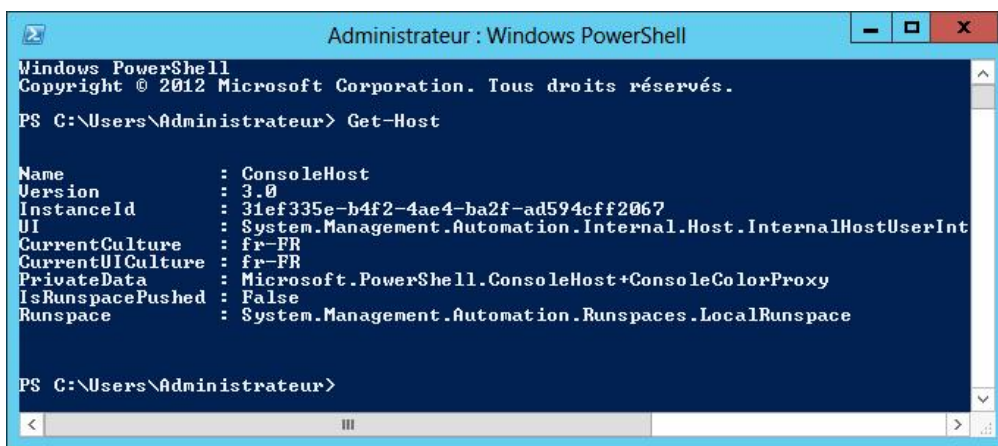 Administrateur : Windows PowerShell
Windows PowerShell
Copyright © 2012 Microsoft Corporation. Tous droits réservés.
PS C:\Users\Administrateur> Get-Host
Name : ConsoleHost
Version : 3.0
InstanceId : 31ef335e-b4f2-4ae4-ba2f-ad594cff2067
UI : System.Management.Automation.Internal.Host.InternalHostUserInt
CurrentCulture : fr-FR
CurrentUICulture : fr-FR
PrivateData : Microsoft.PowerShell.ConsoleHost+ConsoleColorProxy
IsRunspacePushed : False
Runspace : System.Management.Automation.Runspaces.LocalRunspace
PS C:\Users\Administrateur>